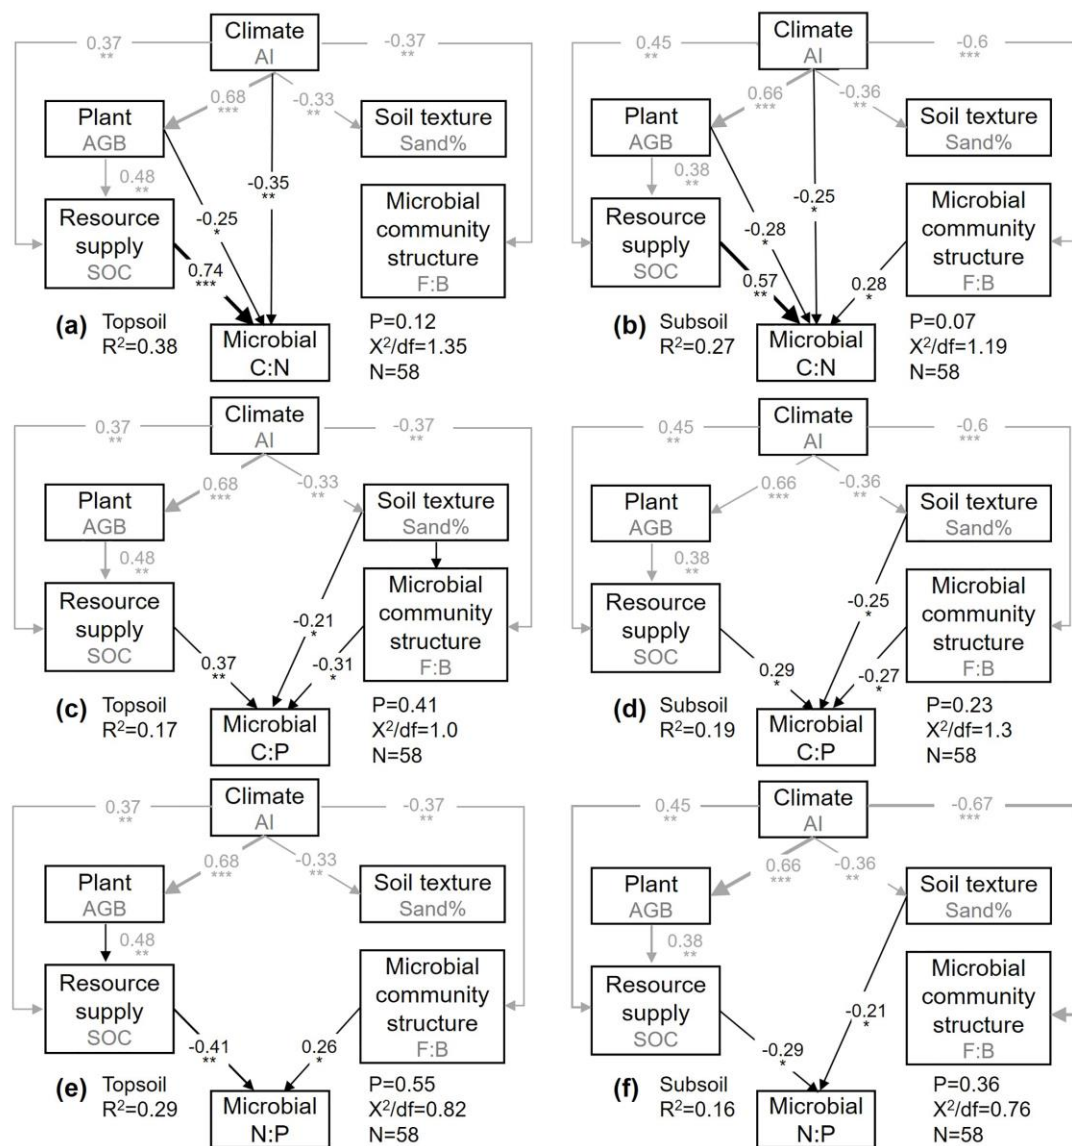 Climate
AI
0.37
**
-0.37
**
0.68
***
-0.33
**
Plant
AGB
Soil texture
Sand%
0.48
**
-0.35
**
Resource
supply
SOC
-0.25
*
Microbial
community
structure
F:B
0.74
***
(a) Topsoil
R²=0.38
Microbial
C:N
P=0.12
X²/df=1.35
N=58
Climate
AI
0.45
**
-0.6
***
0.66
***
-0.36
**
Plant
AGB
Soil texture
Sand%
0.38
**
Resource
supply
SOC
-0.25
*
-0.28
*
Microbial
community
structure
F:B
0.57
**
0.28
*
(b) Subsoil
R²=0.27
Microbial
C:N
P=0.07
X²/df=1.19
N=58
Climate
AI
0.37
**
-0.37
**
0.68
***
-0.33
**
Plant
AGB
Soil texture
Sand%
0.48
**
Resource
supply
SOC
Microbial
community
structure
F:B
-0.21
*
0.37
**
-0.31
*
(c) Topsoil
R²=0.17
Microbial
C:P
P=0.41
X²/df=1.0
N=58
Climate
AI
0.45
**
-0.6
***
0.66
***
-0.36
**
Plant
AGB
Soil texture
Sand%
0.38
**
Resource
supply
SOC
Microbial
community
structure
F:B
-0.25
*
0.29
*
-0.27
*
(d) Subsoil
R²=0.19
Microbial
C:P
P=0.23
X²/df=1.3
N=58
Climate
AI
0.37
**
-0.37
**
0.68
***
-0.33
**
Plant
AGB
Soil texture
Sand%
0.48
**
Resource
supply
SOC
Microbial
community
structure
F:B
-0.41
**
0.26
*
(e) Topsoil
R²=0.29
Microbial
N:P
P=0.55
X²/df=0.82
N=58
Climate
AI
0.45
**
-0.67
***
0.66
***
-0.36
**
Plant
AGB
Soil texture
Sand%
0.38
**
Resource
supply
SOC
Microbial
community
structure
F:B
-0.21
*
-0.29
*
(f) Subsoil
R²=0.16
Microbial
N:P
P=0.36
X²/df=0.76
N=58